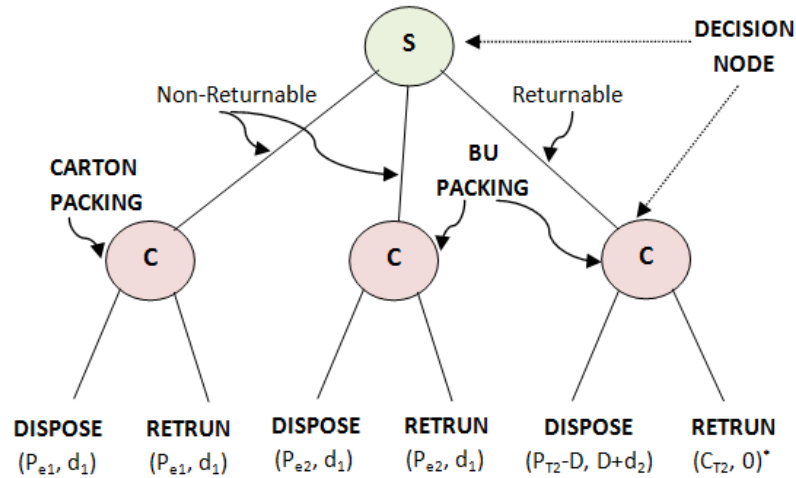 S
DECISION
NODE
Non-Returnable
Returnable
CARTON
PACKING
BU
PACKING
C
C
C
DISPOSE
(Pe1, d1)
RETRUN
(Pe1, d1)
DISPOSE
(Pe2, d1)
RETRUN
(Pe2, d1)
DISPOSE
(PT2-D, D+d2)
RETRUN
(CT2, 0)*